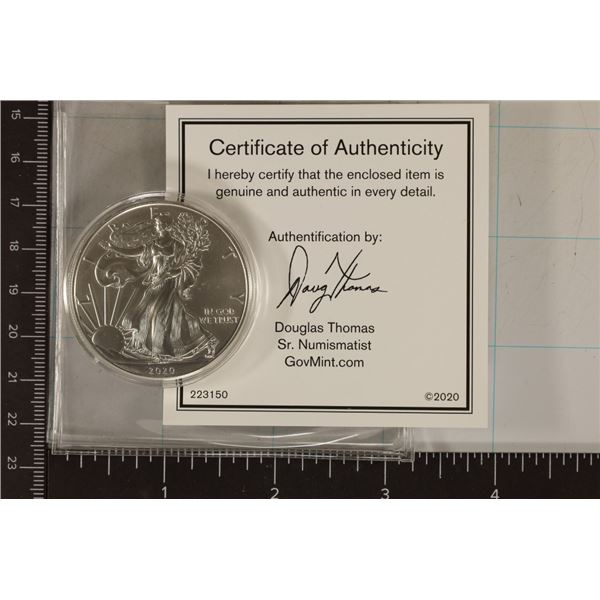 Certificate of Authenticity
I hereby certify that the enclosed item is
genuine and authentic in every detail.
Authentification by:
Doug Thomas
Douglas Thomas
Sr. Numismatist
GovMint.com
223150
©2020
IN GOD
WE TRUST
2020
15
16
17
18
19
20
21
22
23
1
2
3
4